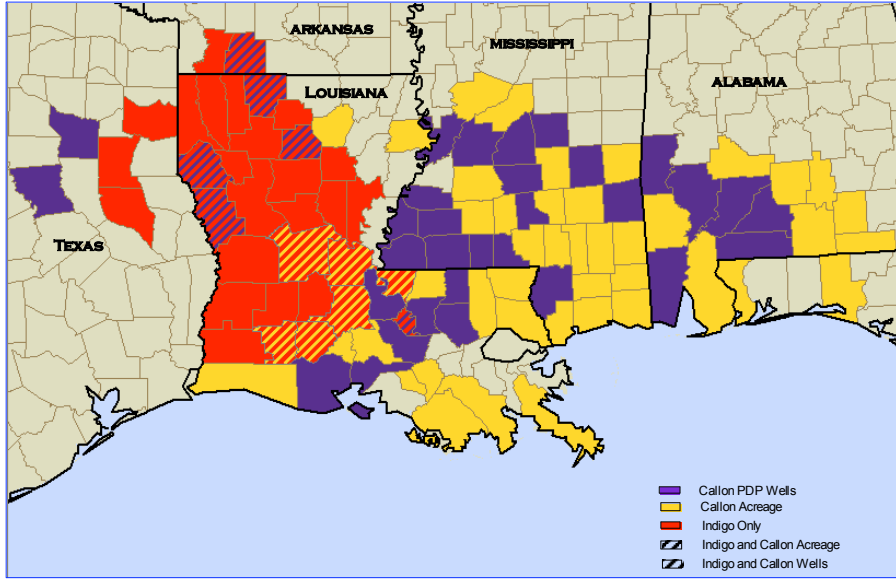 ARKANSAS
MISSISSIPPI
ALABAMA
LOUISIANA
TEXAS
Callon PDP Wells
Callon Acreage
Indigo Only
Indigo and Callon Acreage
Indigo and Callon Wells